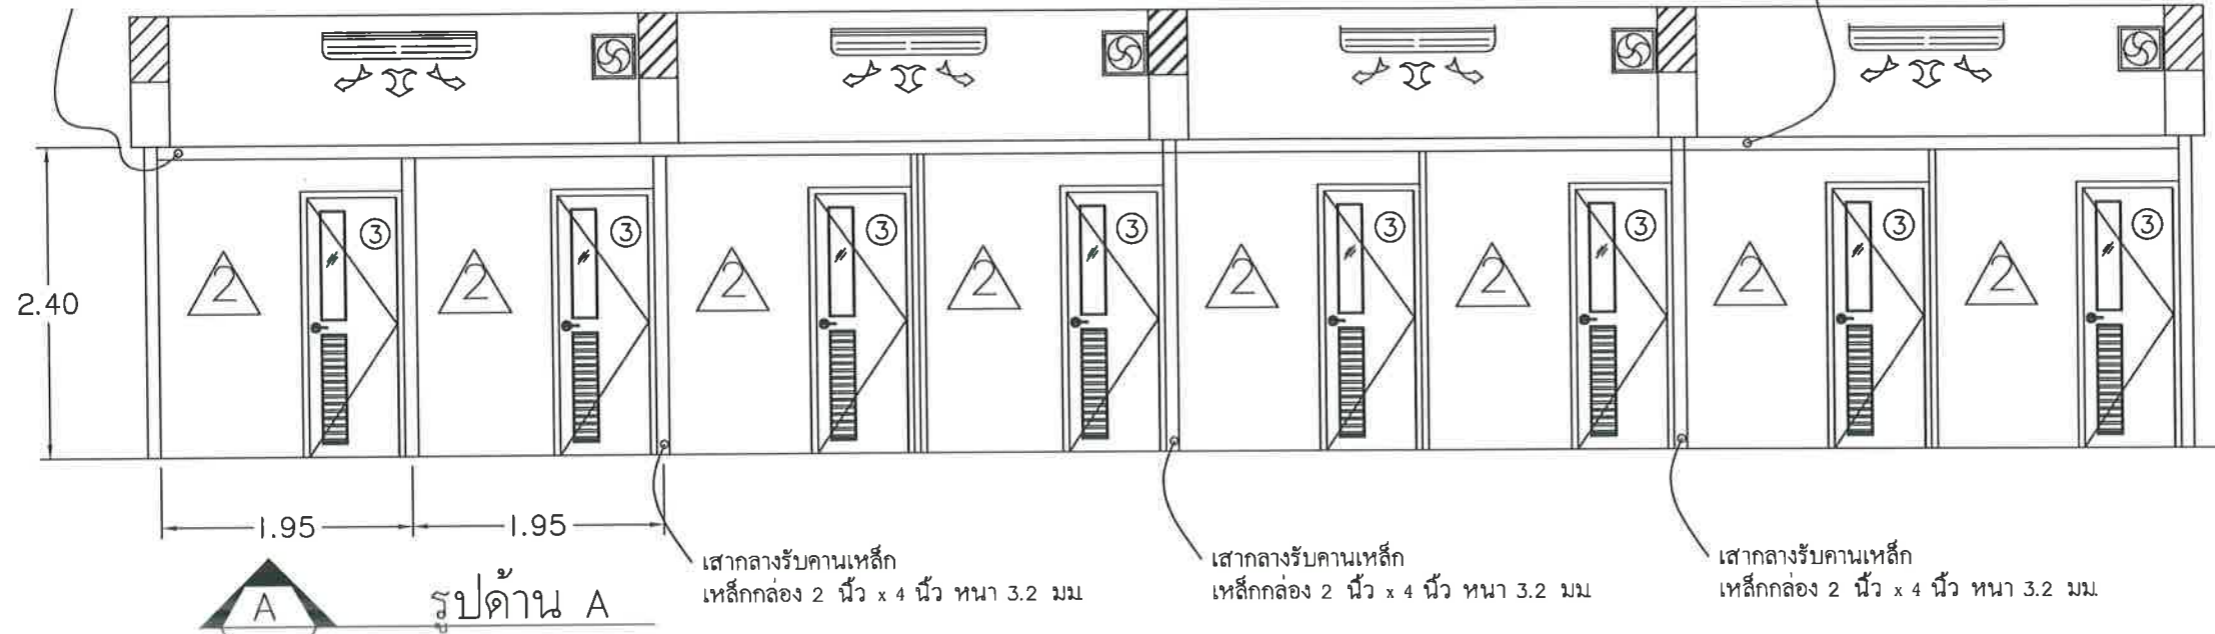 3 3 3 3 3 3 3 3
2 2 2 2 2 2 2 2
2.40
1.95 1.95
เสากลางรับคานเหล็ก
เหล็กกล่อง 2 นิ้ว x 4 นิ้ว หนา 3.2 มม.
เสากลางรับคานเหล็ก
เหล็กกล่อง 2 นิ้ว x 4 นิ้ว หนา 3.2 มม.
เสากลางรับคานเหล็ก
เหล็กกล่อง 2 นิ้ว x 4 นิ้ว หนา 3.2 มม.
A
รูปด้าน A